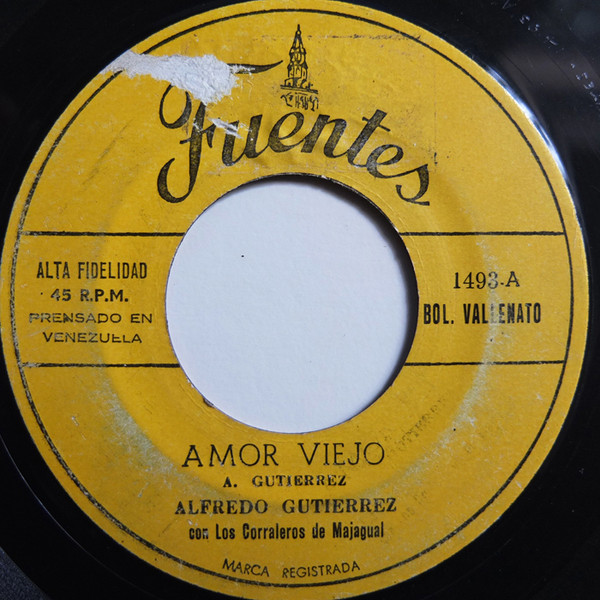 Fuentes
ALTA FIDELIDAD
45 R.P.M.
PRENSADO EN
VENEZUELA
1493-A
BOL. VALLENATO
AMOR VIEJO
A. GUTIERREZ
ALFREDO GUTIERREZ
con Los Corraleros de Majagual
MARCA REGISTRADA